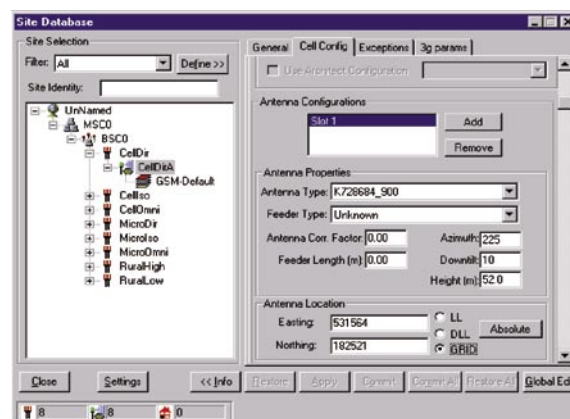 Site Database
Site Selection
Filter: All Define >>
Site Identity:
UnNamed
MSC0
BSC0
CellDir
CellDirA
GSM-Default
CellIso
CellOmni
MicroDir
MicroIso
MicroOmni
RuralHigh
RuralLow
General Cell Config Exceptions 3g params
Use Architect Configuration
Antenna Configurations
Slot 1
Add
Remove
Antenna Properties
Antenna Type: K728684_900
Feeder Type: Unknown
Antenna Corr. Factor: 0.00 Azimuth: 225
Feeder Length (m): 0.00 Downtilt: 10
Height (m): 52.0
Antenna Location
Easting: 531564
Northing: 182521
LL
DLL
GRID
Absolute
Close Settings << Info Restore Apply Commit Commit All Restore All Global Edi
8 8 0